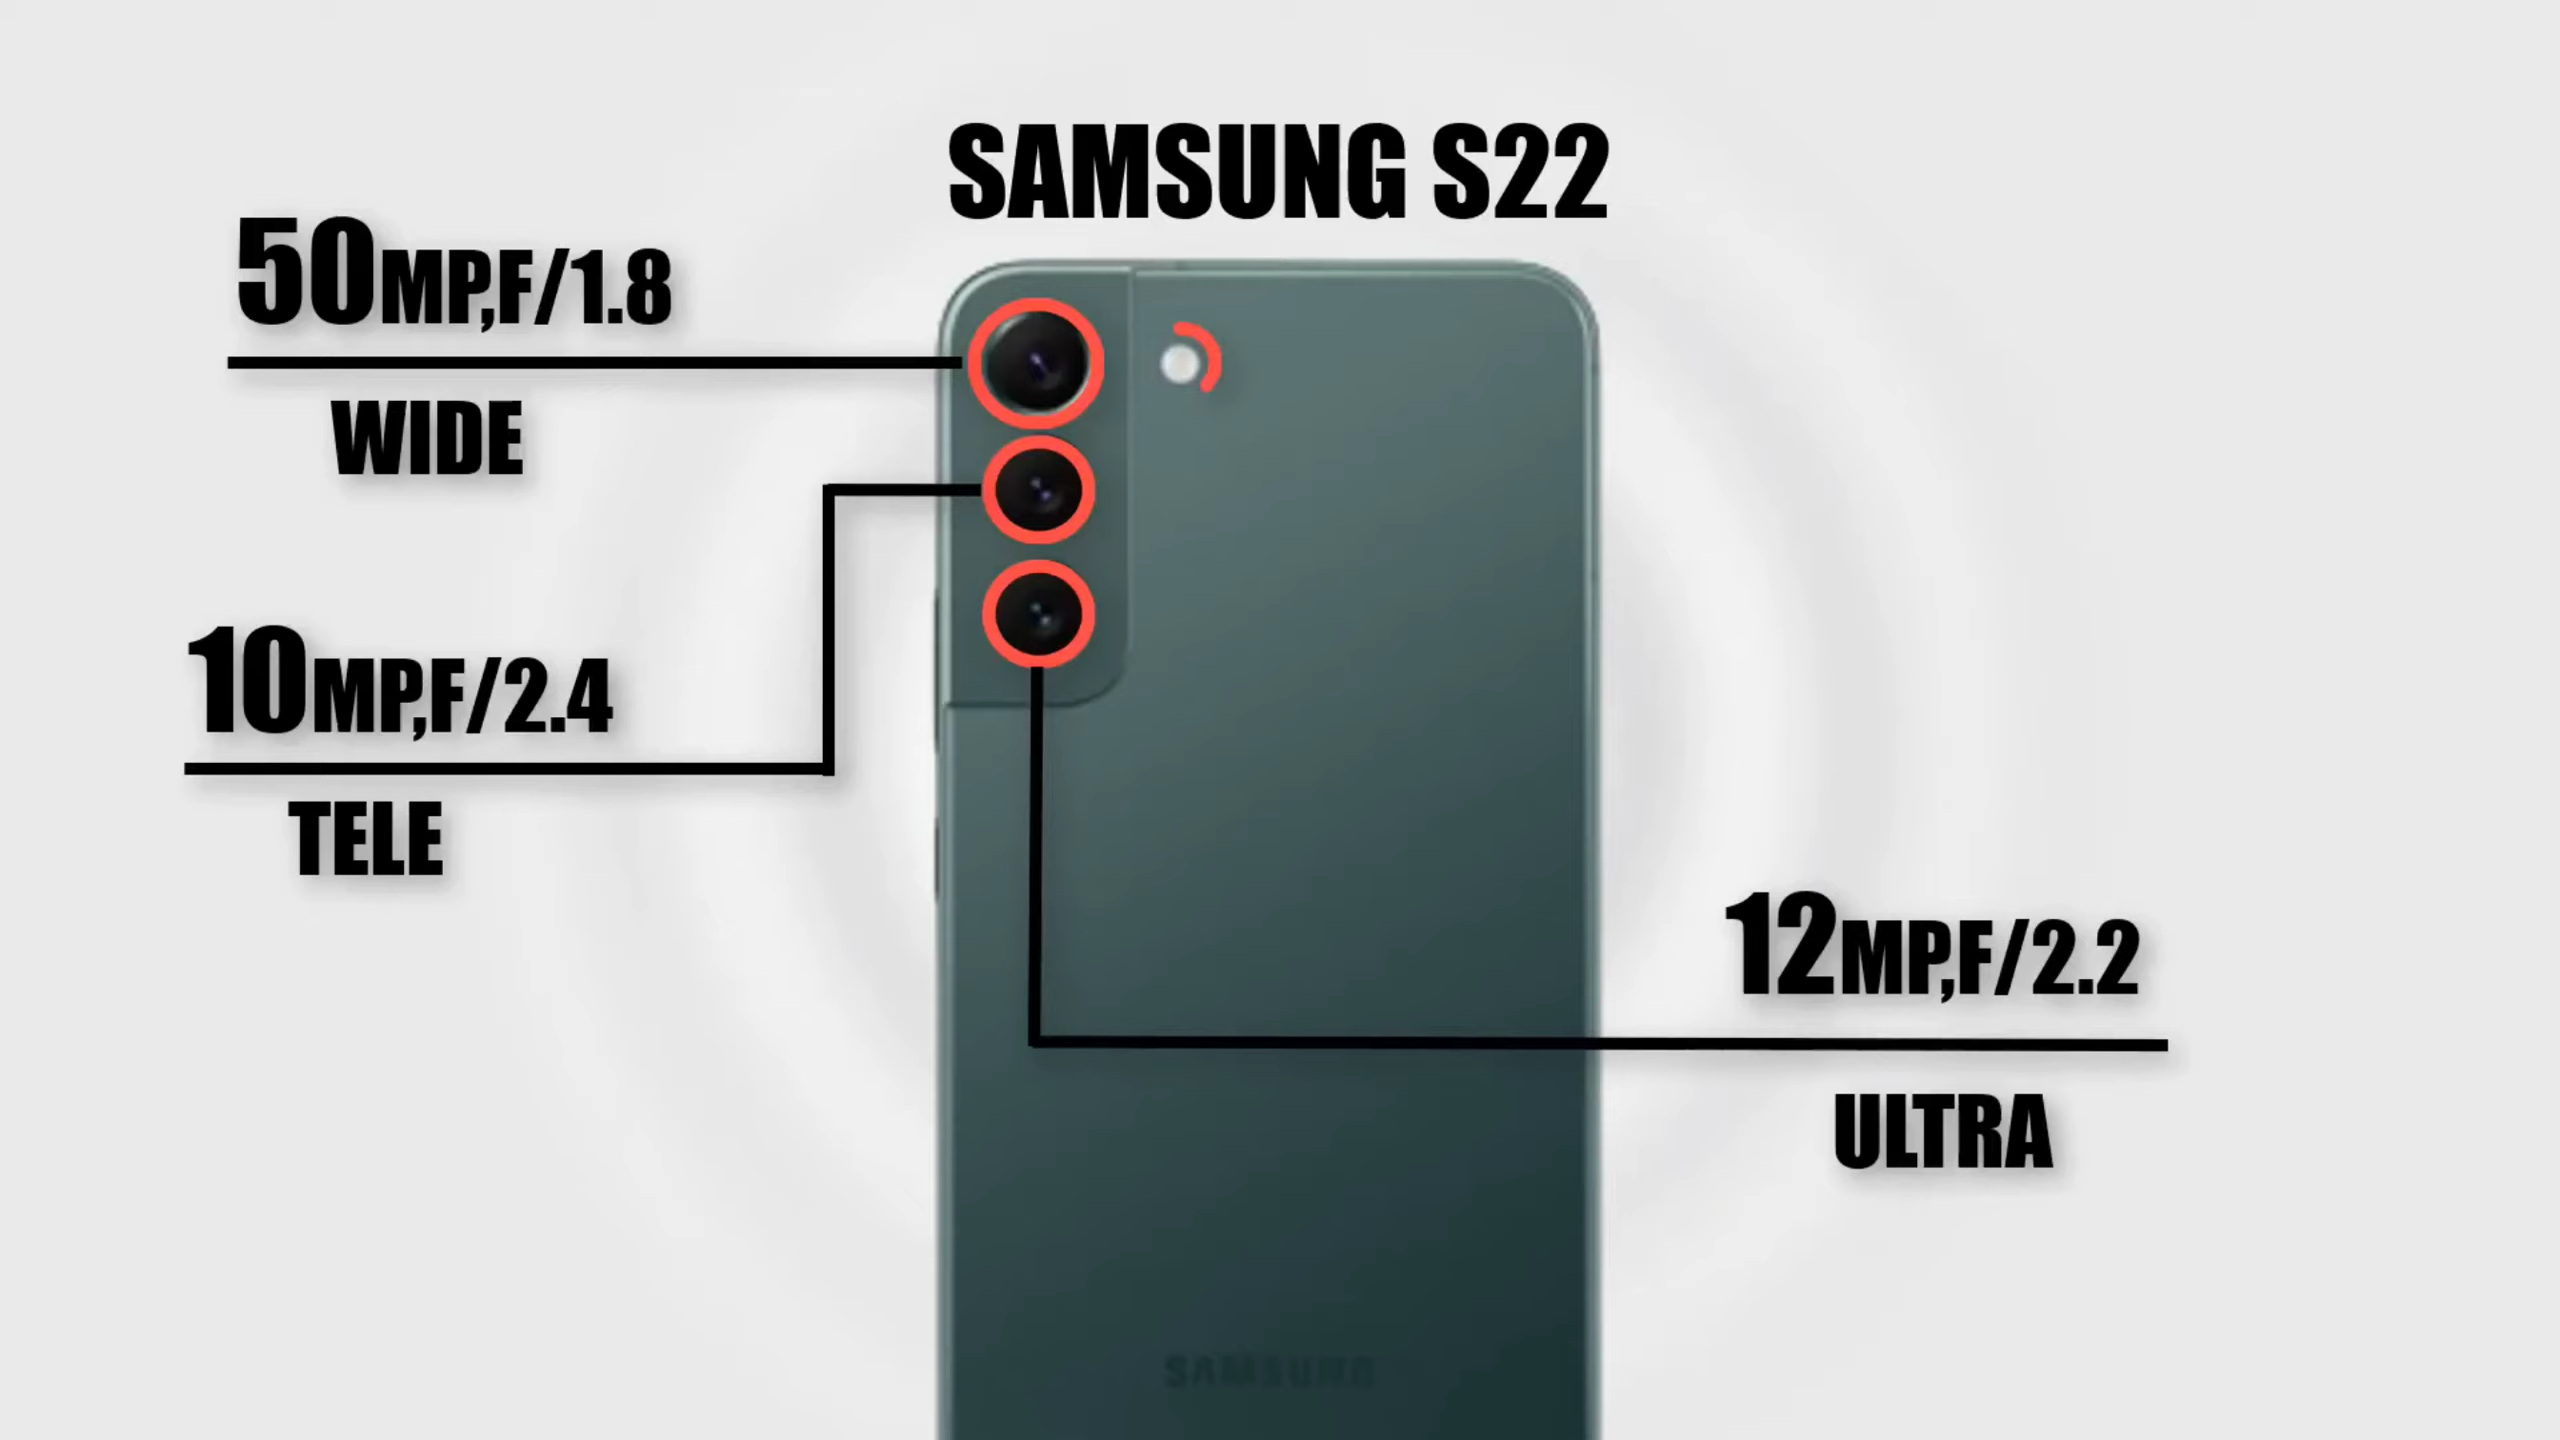 SAMSUNG S22
50MP,F/1.8
WIDE
10MP,F/2.4
TELE
12MP,F/2.2
ULTRA
SAMSUNG